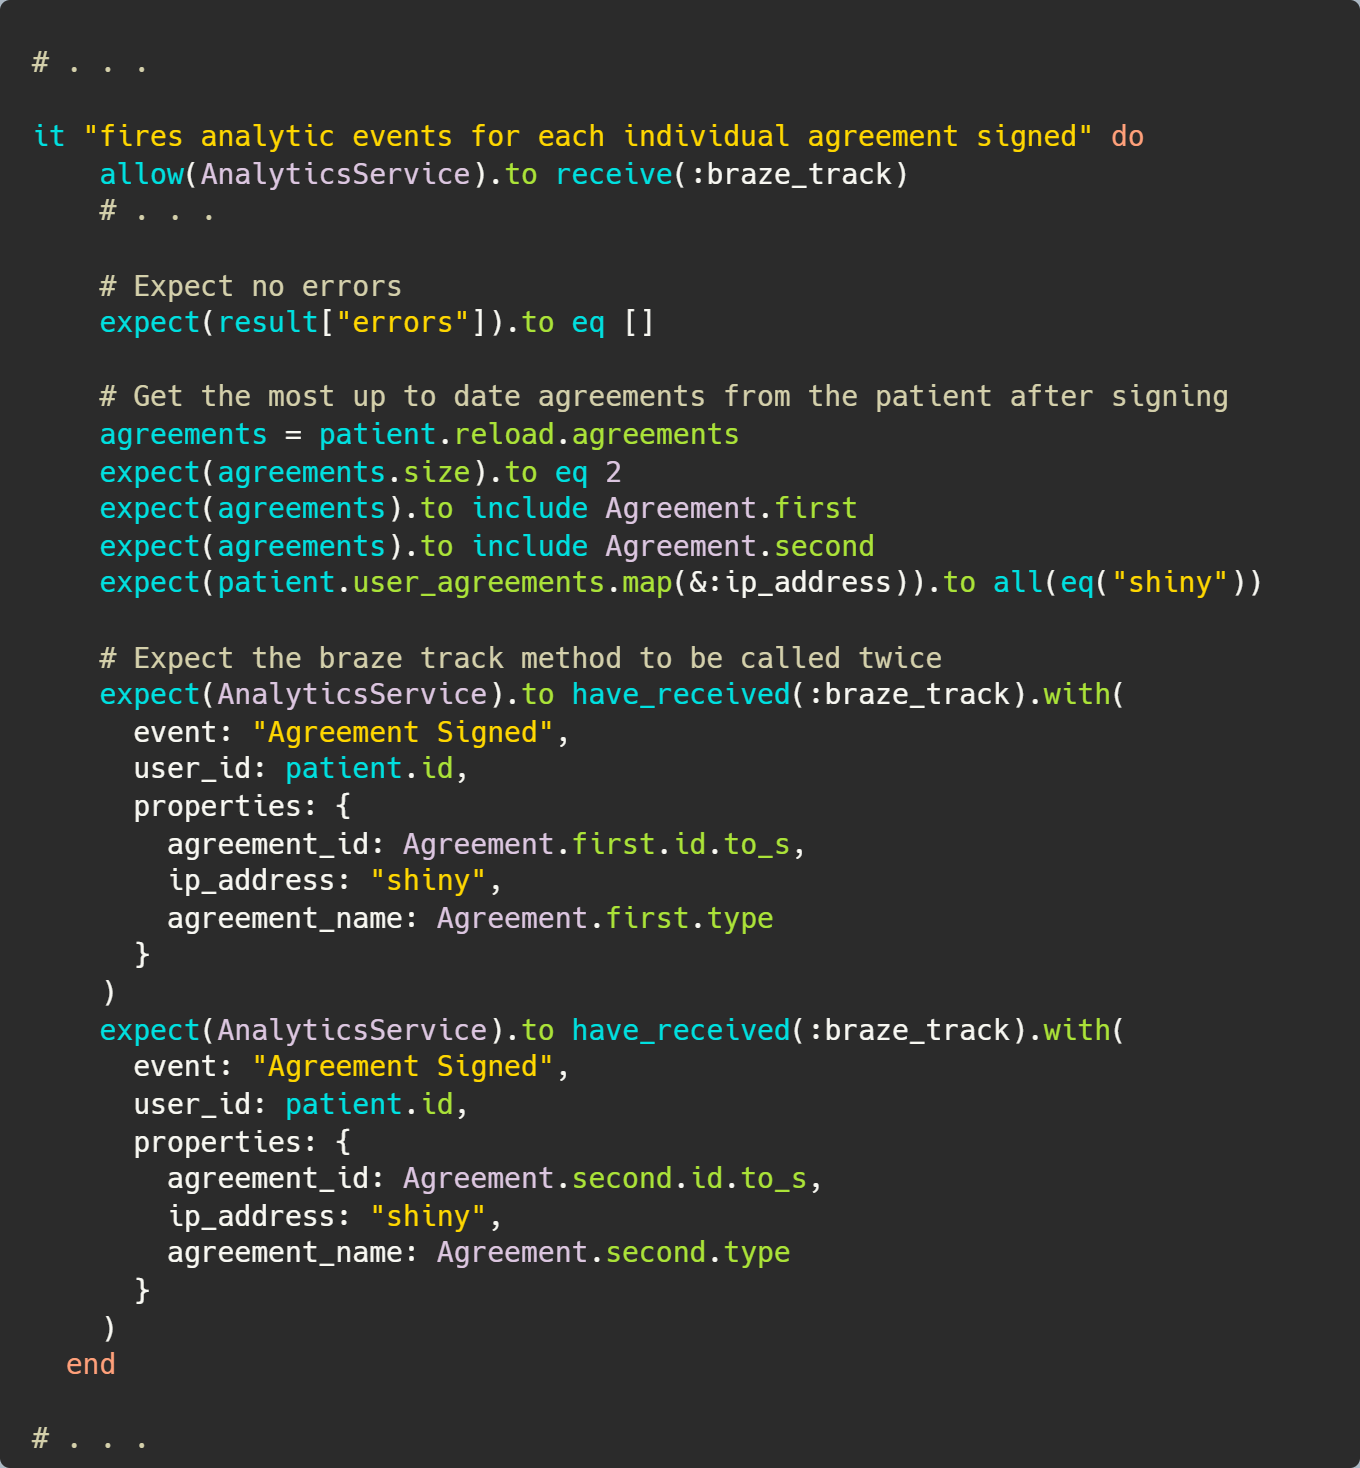 # . . .

it "fires analytic events for each individual agreement signed" do
    allow(AnalyticsService).to receive(:braze_track)
    # . . .

    # Expect no errors
    expect(result["errors"]).to eq []

    # Get the most up to date agreements from the patient after signing
    agreements = patient.reload.agreements
    expect(agreements.size).to eq 2
    expect(agreements).to include Agreement.first
    expect(agreements).to include Agreement.second
    expect(patient.user_agreements.map(&:ip_address)).to all(eq("shiny"))

    # Expect the braze track method to be called twice
    expect(AnalyticsService).to have_received(:braze_track).with(
      event: "Agreement Signed",
      user_id: patient.id,
      properties: {
        agreement_id: Agreement.first.id.to_s,
        ip_address: "shiny",
        agreement_name: Agreement.first.type
      }
    )
    expect(AnalyticsService).to have_received(:braze_track).with(
      event: "Agreement Signed",
      user_id: patient.id,
      properties: {
        agreement_id: Agreement.second.id.to_s,
        ip_address: "shiny",
        agreement_name: Agreement.second.type
      }
    )
  end

# . . .